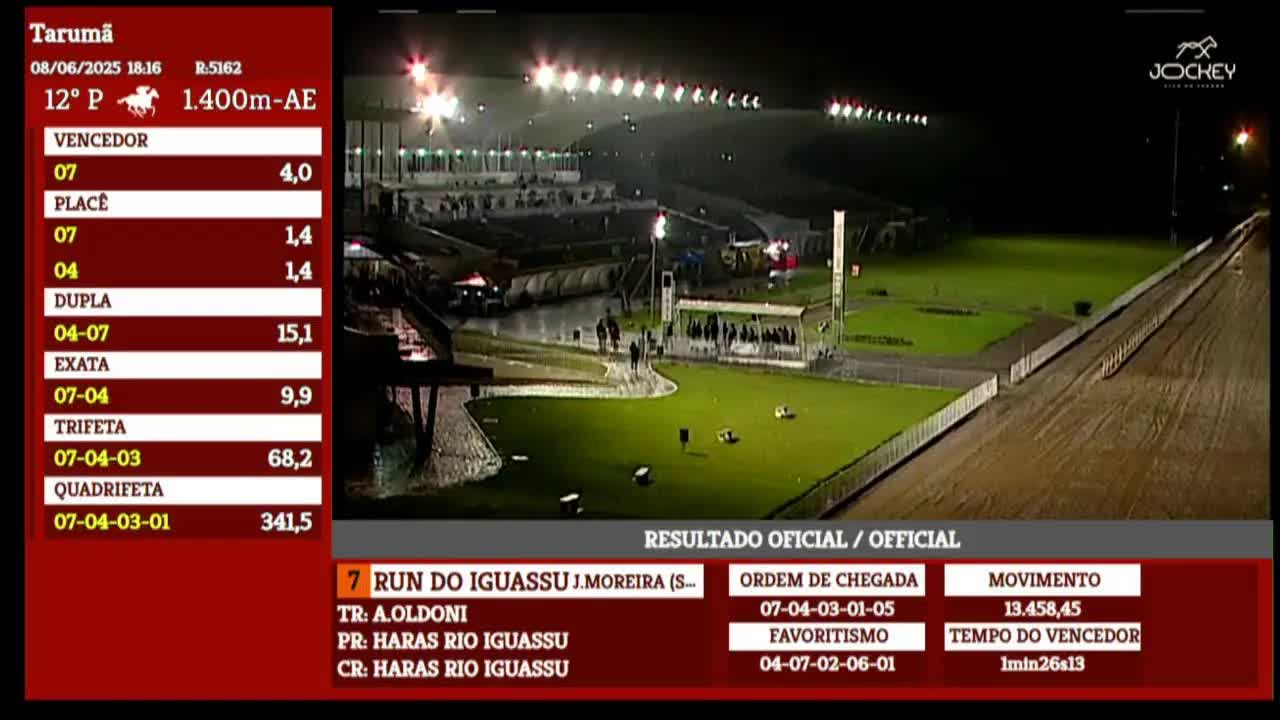 Tarumã
08/06/2025 18:16 R:5162
12° P 1.400m-AE
VENCEDOR
07 4,0
PLACÊ
07 1,4
04 1,4
DUPLA
04-07 15,1
EXATA
07-04 9,9
TRIFETA
07-04-03 68,2
QUADRIFETA
07-04-03-01 341,5
JOCKEY
RESULTADO OFICIAL / OFFICIAL
7 RUN DO IGUASSU J.MOREIRA (S...
TR: A.OLDONI
PR: HARAS RIO IGUASSU
CR: HARAS RIO IGUASSU
ORDEM DE CHEGADA
07-04-03-01-05
FAVORITISMO
04-07-02-06-01
MOVIMENTO
13.458,45
TEMPO DO VENCEDOR
1min26s13